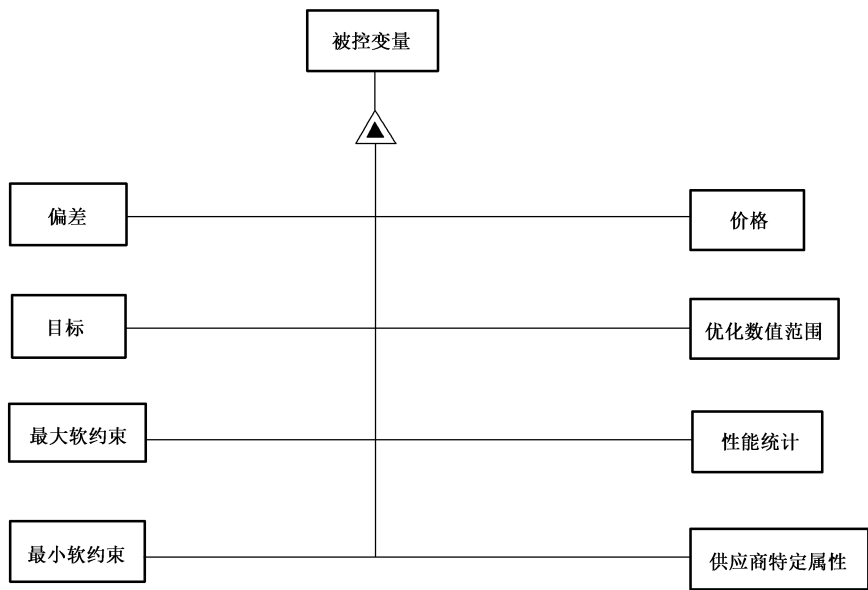 被控变量
偏差
价格
目标
优化数值范围
最大软约束
性能统计
最小软约束
供应商特定属性